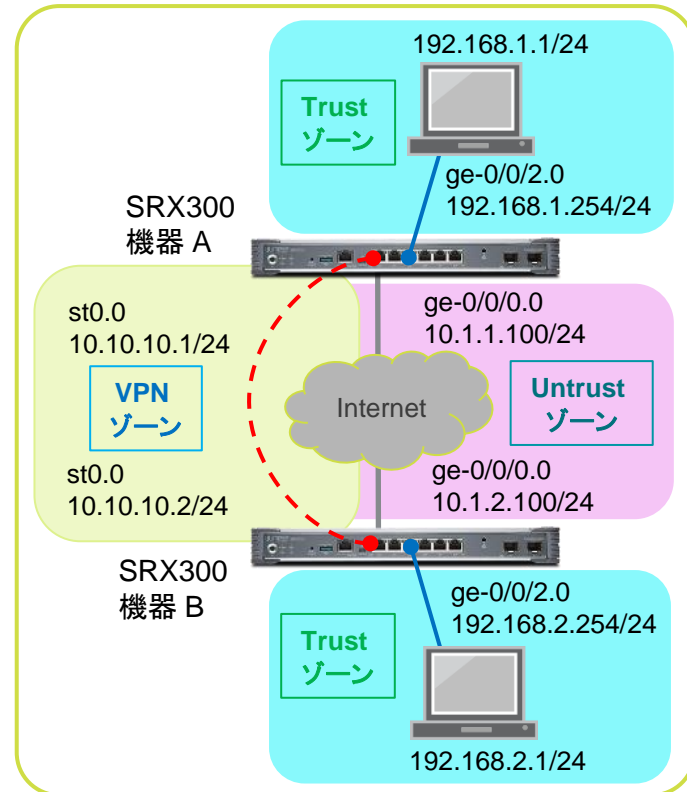 192.168.1.1/24
Trust
ゾーン
ge-0/0/2.0
192.168.1.254/24
SRX300
機器 A
st0.0
10.10.10.1/24
ge-0/0/0.0
10.1.1.100/24
VPN
ゾーン
Internet
Untrust
ゾーン
st0.0
10.10.10.2/24
ge-0/0/0.0
10.1.2.100/24
SRX300
機器 B
ge-0/0/2.0
192.168.2.254/24
Trust
ゾーン
192.168.2.1/24